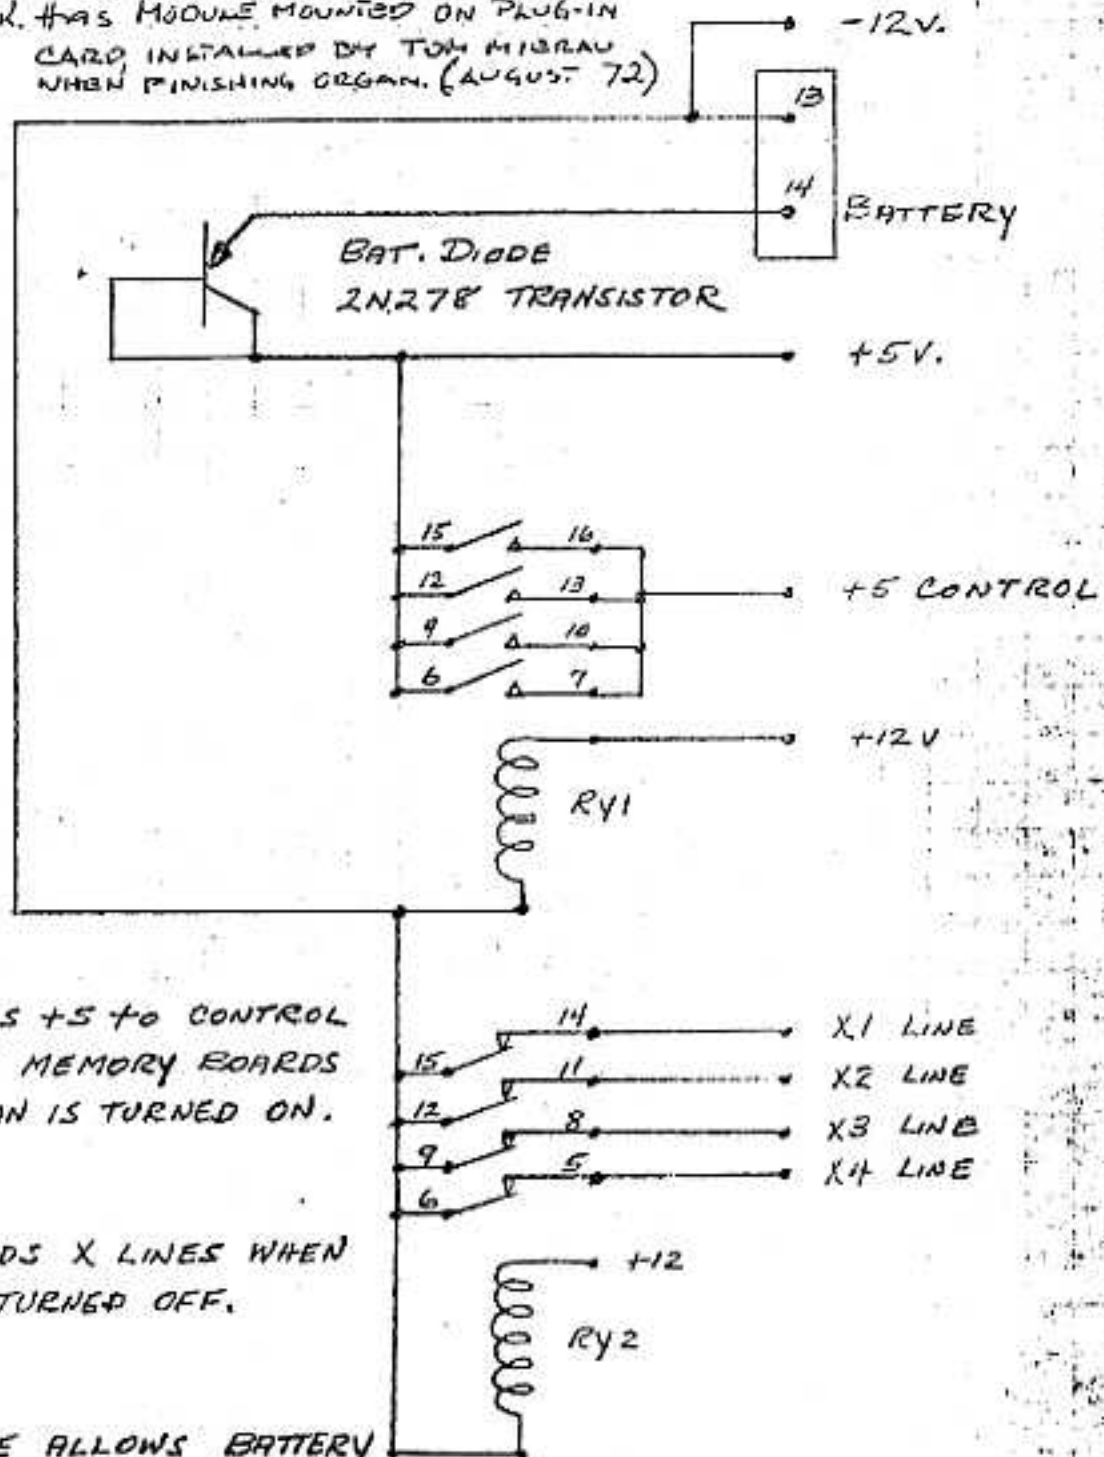 K. HAS MODULE MOUNTED ON PLUG-IN
CARD, INSTALLED BY TOM
WHEN FINISHING ORGAN. (AUGUST 72)
-12V.
13
14
BATTERY
BAT. DIODE
2N278 TRANSISTOR
+5V.
15 16
12 13
9 10
6 7
+5 CONTROL
+12V
RY1
S +5 to CONTROL
MEMORY BOARDS
AN IS TURNED ON.
14 X1 LINE
15
11 X2 LINE
12
8 X3 LINE
9
5 X4 LINE
6
DS X LINES WHEN
TURNED OFF.
+12
RY2
E ALLOWS BATTERY